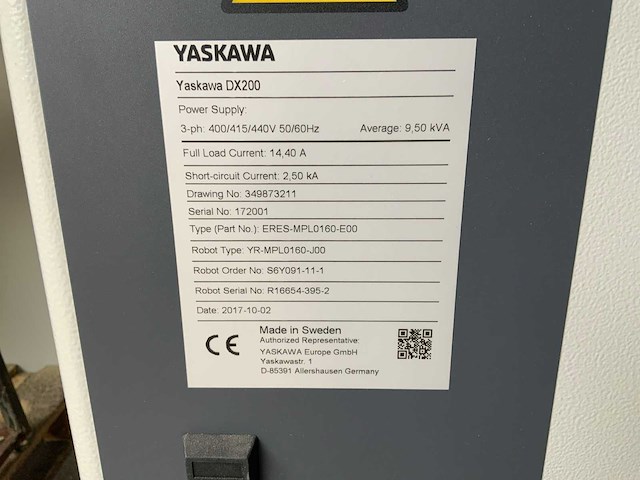 YASKAWA
Yaskawa DX200
Power Supply:
3-ph: 400/415/440V 50/60Hz Average: 9,50 kVA
Full Load Current: 14,40 A
Short-circuit Current: 2,50 kA
Drawing No: 349873211
Serial No: 172001
Type (Part No.): ERES-MPL0160-E00
Robot Type: YR-MPL0160-J00
Robot Order No: S6Y091-11-1
Robot Serial No: R16654-395-2
Date: 2017-10-02
CE
Made in Sweden
Authorized Representative:
YASKAWA Europe GmbH
Yaskawastr. 1
D-85391 Allershausen Germany